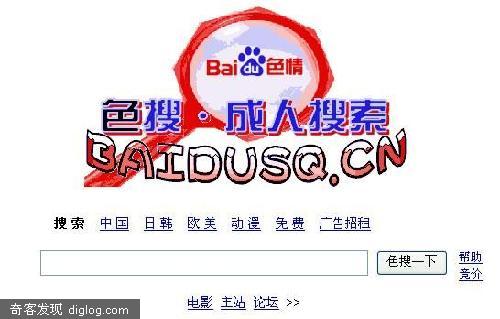 Bai du 色情
色搜·成人搜索
BAIDUSQ.CN
搜索 中国 日韩 欧美 动漫 免费 广告招租
色搜一下 帮助
竞价
电影 主站 论坛 >>
奇客发现 diglog.com